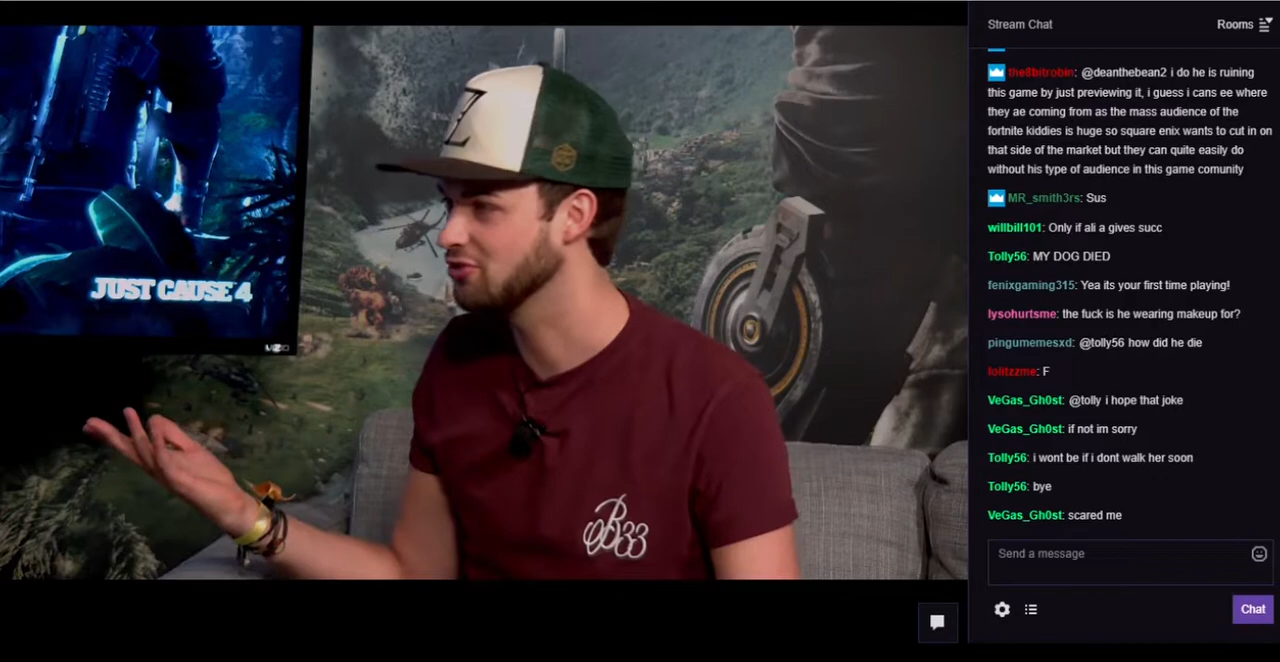 Stream Chat
Rooms
the8bitrobin: @deanthebean2 i do he is ruining
this game by just previewing it, i guess i cans ee where
they ae coming from as the mass audience of the
fortnite kiddies is huge so square enix wants to cut in on
that side of the market but they can quite easily do
without his type of audience in this game comunity
MR_smith3rs: Sus
willbill101: Only if ali a gives succ
Tolly56: MY DOG DIED
fenixgaming315: Yea its your first time playing!
lysohurtsme: the fuck is he wearing makeup for?
pingumemesxd: @tolly56 how did he die
lolitzzme: F
VeGas_Gh0st: @tolly i hope that joke
VeGas_Gh0st: if not im sorry
Tolly56: i wont be if i dont walk her soon
Tolly56: bye
VeGas_Gh0st: scared me
Send a message
Chat
JUST CAUSE 4
VIZIO
Z
B33